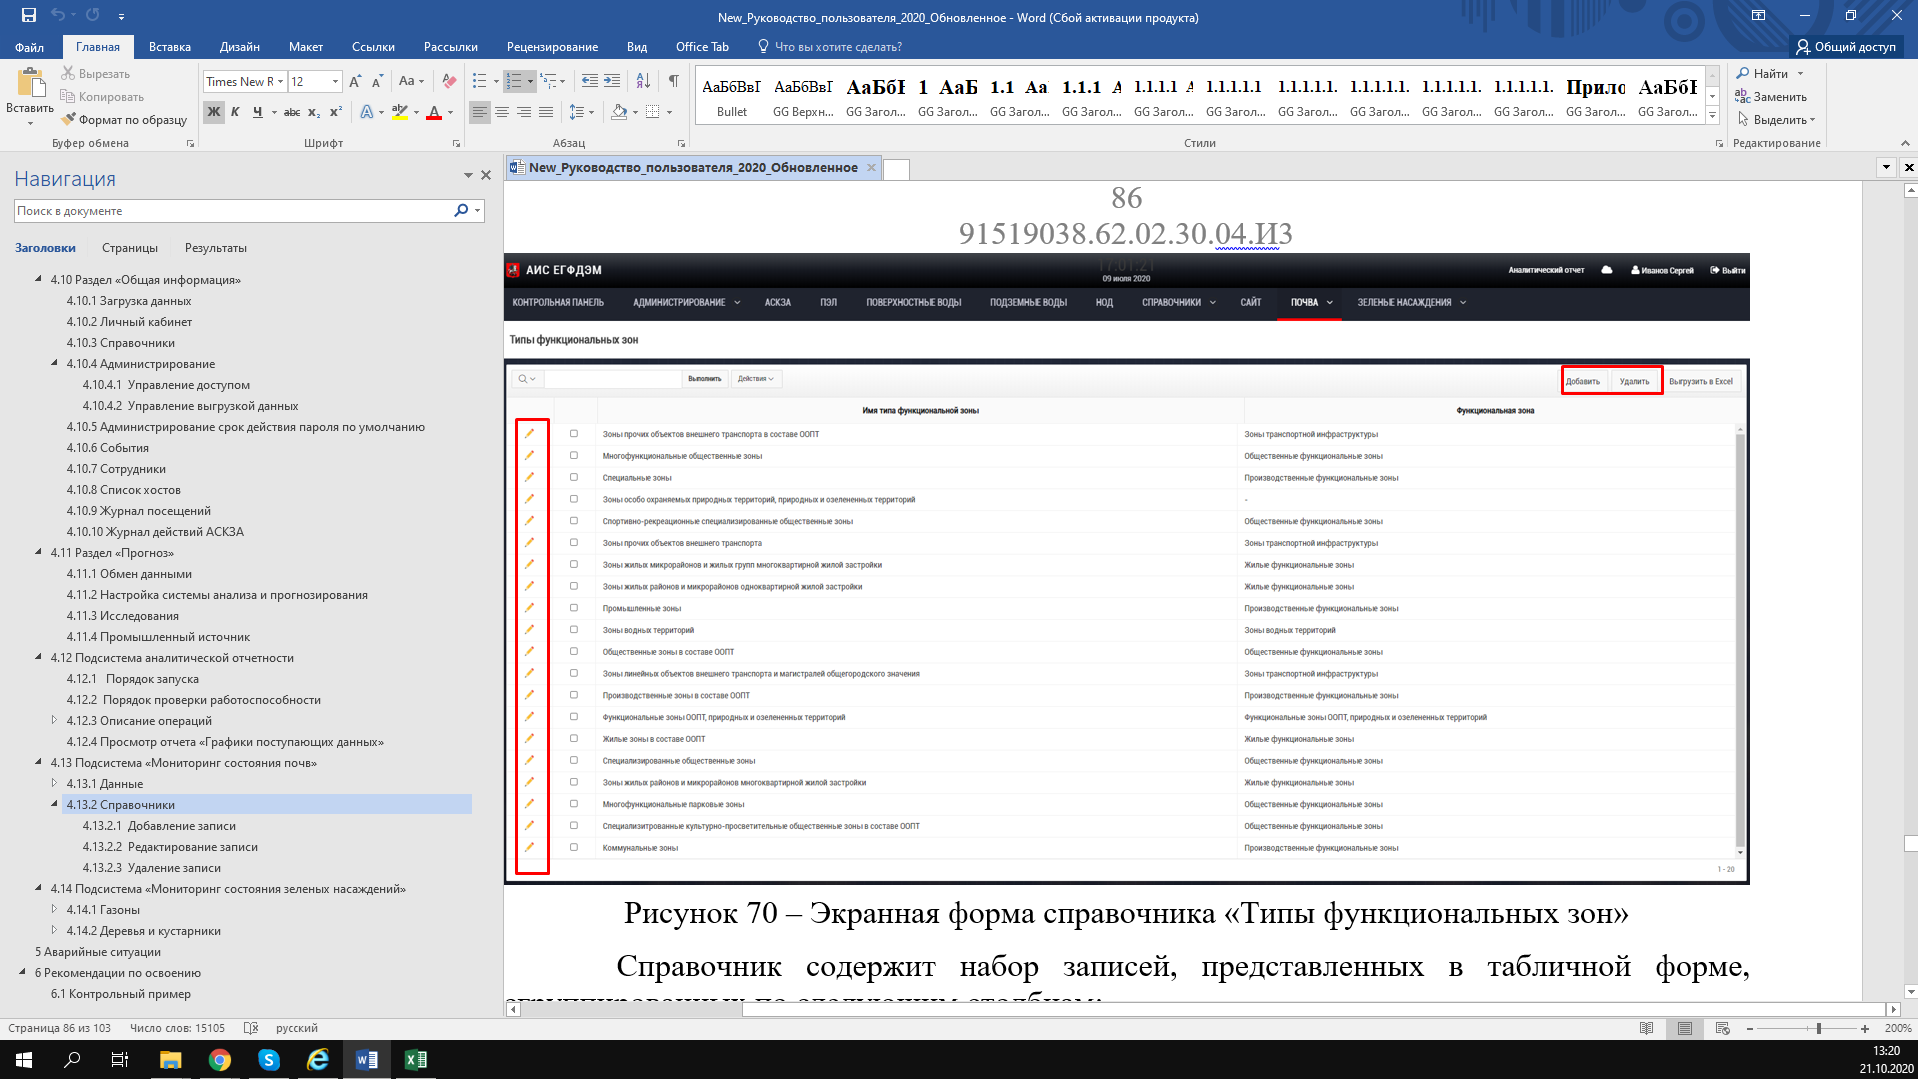 New_Руководство_пользователя_2020_Обновленное - Word (Сбой активации продукта)
Файл Главная Вставка Дизайн Макет Ссылки Рассылки Рецензирование Вид Office Tab Что вы хотите сделать? Общий доступ
Вставить
Вырезать
Копировать
Формат по образцу
Буфер обмена
Times New R 12
Ж К Ч abc x₂ x²
Шрифт
Абзац
АаБбВвГ АаБбВвГ АаБбI 1 АаБ 1.1 Аа 1.1.1 А 1.1.1.1 А 1.1.1.1.1 1.1.1.1.1. 1.1.1.1.1. 1.1.1.1.1. Прило АаБбI
Bullet GG Верхн... GG Загол... GG Загол... GG Загол... GG Загол... GG Загол... GG Загол... GG Загол... GG Загол... GG Загол... GG Загол... GG Загол... GG Загол...
Стили
Найти
Заменить
Выделить
Редактирование
Навигация
Поиск в документе
Заголовки Страницы Результаты
4.10 Раздел «Общая информация»
4.10.1 Загрузка данных
4.10.2 Личный кабинет
4.10.3 Справочники
4.10.4 Администрирование
4.10.4.1 Управление доступом
4.10.4.2 Управление выгрузкой данных
4.10.5 Администрирование срок действия пароля по умолчанию
4.10.6 События
4.10.7 Сотрудники
4.10.8 Список хостов
4.10.9 Журнал посещений
4.10.10 Журнал действий АСКЗА
4.11 Раздел «Прогноз»
4.11.1 Обмен данными
4.11.2 Настройка системы анализа и прогнозирования
4.11.3 Исследования
4.11.4 Промышленный источник
4.12 Подсистема аналитической отчетности
4.12.1 Порядок запуска
4.12.2 Порядок проверки работоспособности
4.12.3 Описание операций
4.12.4 Просмотр отчета «Графики поступающих данных»
4.13 Подсистема «Мониторинг состояния почв»
4.13.1 Данные
4.13.2 Справочники
4.13.2.1 Добавление записи
4.13.2.2 Редактирование записи
4.13.2.3 Удаление записи
4.14 Подсистема «Мониторинг состояния зеленых насаждений»
4.14.1 Газоны
4.14.2 Деревья и кустарники
5 Аварийные ситуации
6 Рекомендации по освоению
6.1 Контрольный пример
New_Руководство_пользователя_2020_Обновленное
86
91519038.62.02.30.04.ИЗ
АИС ЕГФДЭМ 17:01:21
09 июля 2020
Аналитический отчет Иванов Сергей Выйти
КОНТРОЛЬНАЯ ПАНЕЛЬ АДМИНИСТРИРОВАНИЕ АСКЗА ПЭЛ ПОВЕРХНОСТНЫЕ ВОДЫ ПОДЗЕМНЫЕ ВОДЫ НОД СПРАВОЧНИКИ САЙТ ПОЧВА ЗЕЛЕНЫЕ НАСАЖДЕНИЯ
Типы функциональных зон
Выполнить Действия Добавить Удалить Выгрузить в Excel
Имя типа функциональной зоны Функциональная зона
Зоны прочих объектов внешнего транспорта в составе ООПТ Зоны транспортной инфраструктуры
Многофункциональные общественные зоны Общественные функциональные зоны
Специальные зоны Производственные функциональные зоны
Зоны особо охраняемых природных территорий, природных и озелененных территорий -
Спортивно-рекреационные специализированные общественные зоны Общественные функциональные зоны
Зоны прочих объектов внешнего транспорта Зоны транспортной инфраструктуры
Зоны жилых микрорайонов и жилых групп многоквартирной жилой застройки Жилые функциональные зоны
Зоны жилых районов и микрорайонов одноквартирной жилой застройки Жилые функциональные зоны
Промышленные зоны Производственные функциональные зоны
Зоны водных территорий Зоны водных территорий
Общественные зоны в составе ООПТ Общественные функциональные зоны
Зоны линейных объектов внешнего транспорта и магистралей общегородского значения Зоны транспортной инфраструктуры
Производственные зоны в составе ООПТ Производственные функциональные зоны
Функциональные зоны ООПТ, природных и озелененных территорий Функциональные зоны ООПТ, природных и озелененных территорий
Жилые зоны в составе ООПТ Жилые функциональные зоны
Специализированные общественные зоны Общественные функциональные зоны
Зоны жилых районов и микрорайонов многоквартирной жилой застройки Жилые функциональные зоны
Многофункциональные парковые зоны Общественные функциональные зоны
Специализитрованные культурно-просветительные общественные зоны в составе ООПТ Общественные функциональные зоны
Коммунальные зоны Производственные функциональные зоны
1 - 20
Рисунок 70 – Экранная форма справочника «Типы функциональных зон»
Справочник содержит набор записей, представленных в табличной форме,
сгруппированных по следующим столбцам:
Страница 86 из 103 Число слов: 15105 русский 200%
13:20
21.10.2020